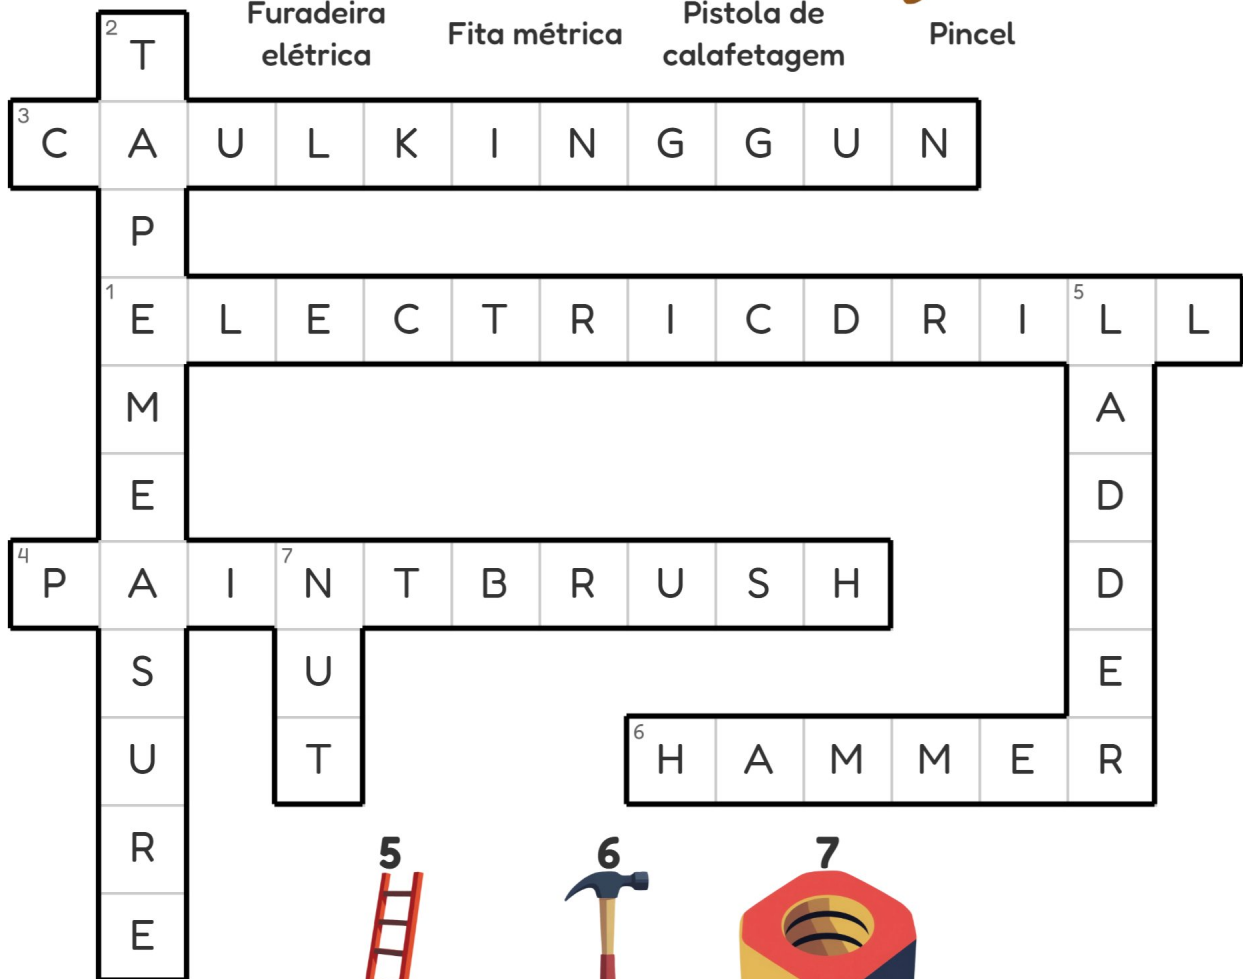 Furadeira
elétrica
Fita métrica
Pistola de
calafetagem
Pincel
2 T
3 C A U L K I N G G U N
P
1 E L E C T R I C D R I 5 L L
M A
E D
4 P A I 7 N T B R U S H D
S U E
U T 6 H A M M E R
R
E
5 6 7